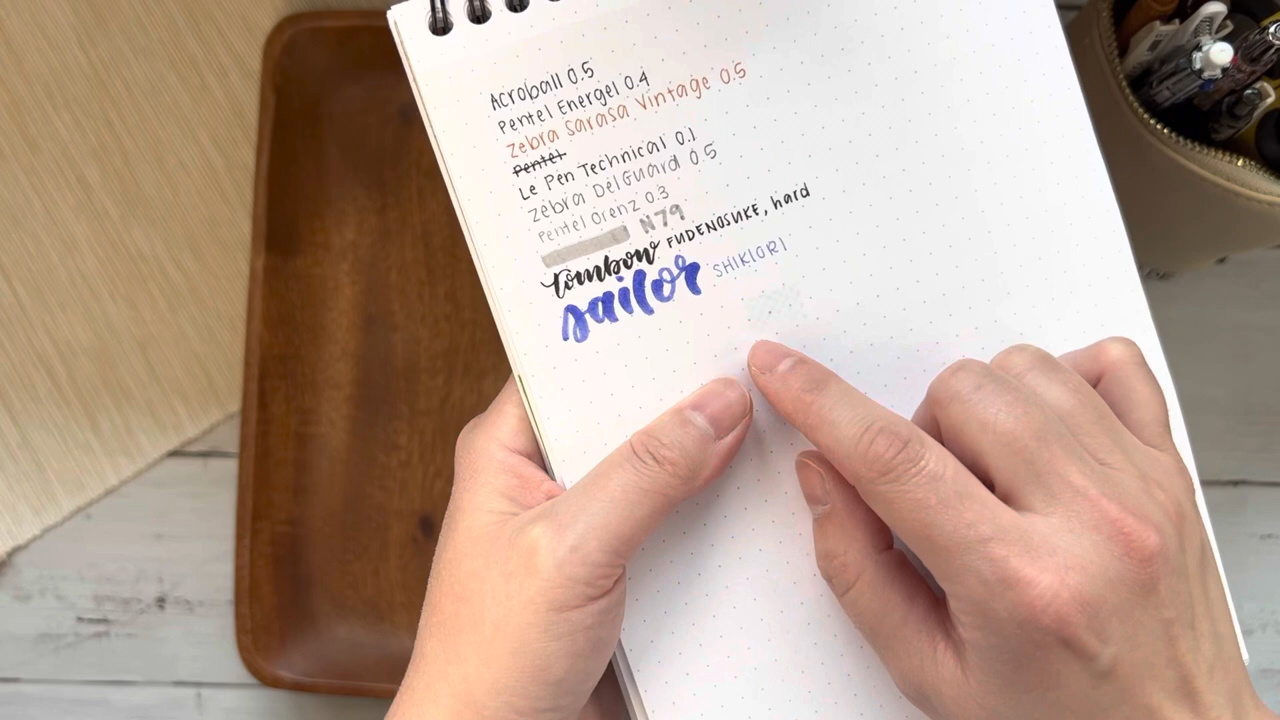 Acroball 0.5
Pentel Energel 0.4
Zebra Sarasa Vintage 0.5
pentel
Le Pen Technical 0.1
Zebra DelGuard 0.5
Pentel Orenz 0.3
N79
tombow FUDENOSUKE, hard
sailor SHIKIORI